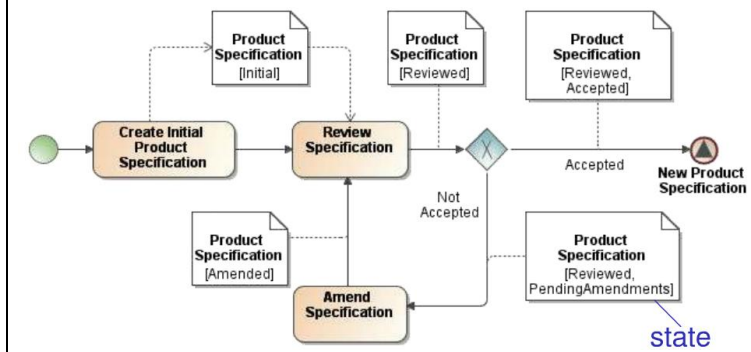 Product
Specification
[Initial]
Product
Specification
[Reviewed]
Product
Specification
[Reviewed,
Accepted]
Create Initial
Product
Specification
Review
Specification
X
Accepted
New Product
Specification
Not
Accepted
Product
Specification
[Amended]
Product
Specification
[Reviewed,
PendingAmendments]
Amend
Specification
state